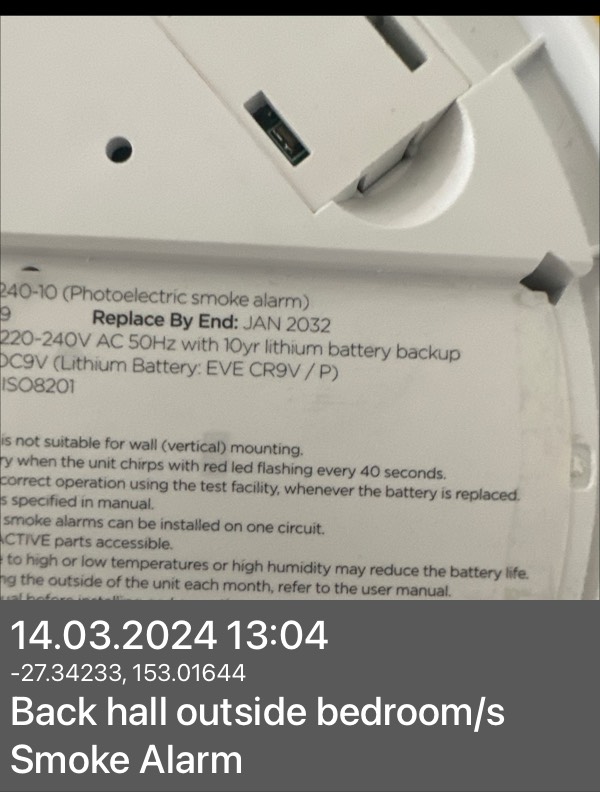 240-10 (Photoelectric smoke alarm)
9
Replace By End: JAN 2032
220-240V AC 50Hz with 10yr lithium battery backup
DC9V (Lithium Battery: EVE CR9V / P)
ISO8201
is not suitable for wall (vertical) mounting.
ry when the unit chirps with red led flashing every 40 seconds.
correct operation using the test facility, whenever the battery is replaced.
s specified in manual.
smoke alarms can be installed on one circuit.
ACTIVE parts accessible.
to high or low temperatures or high humidity may reduce the battery life.
ng the outside of the unit each month, refer to the user manual.
14.03.2024 13:04
-27.34233, 153.01644
Back hall outside bedroom/s
Smoke Alarm